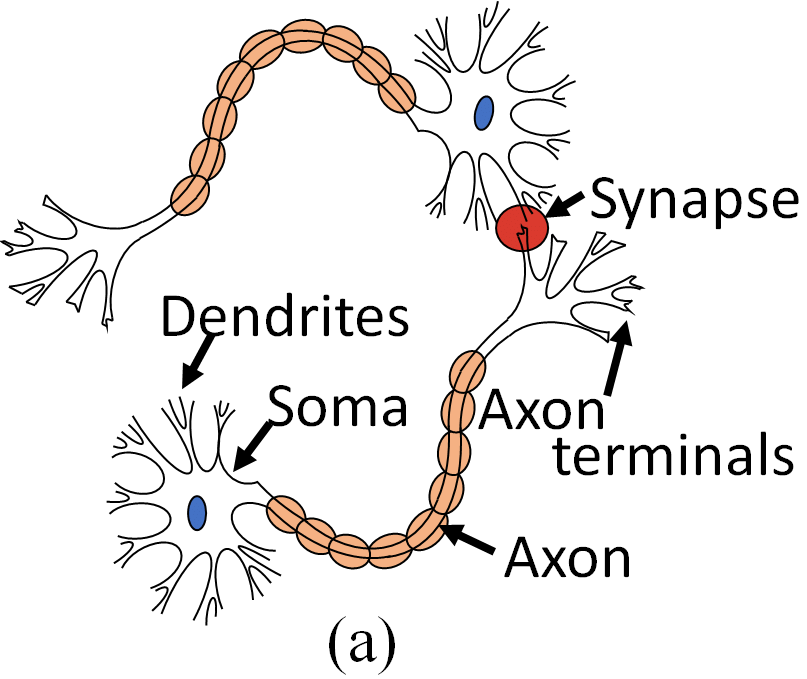 Synapse
Dendrites
Soma
Axon
terminals
Axon
(a)